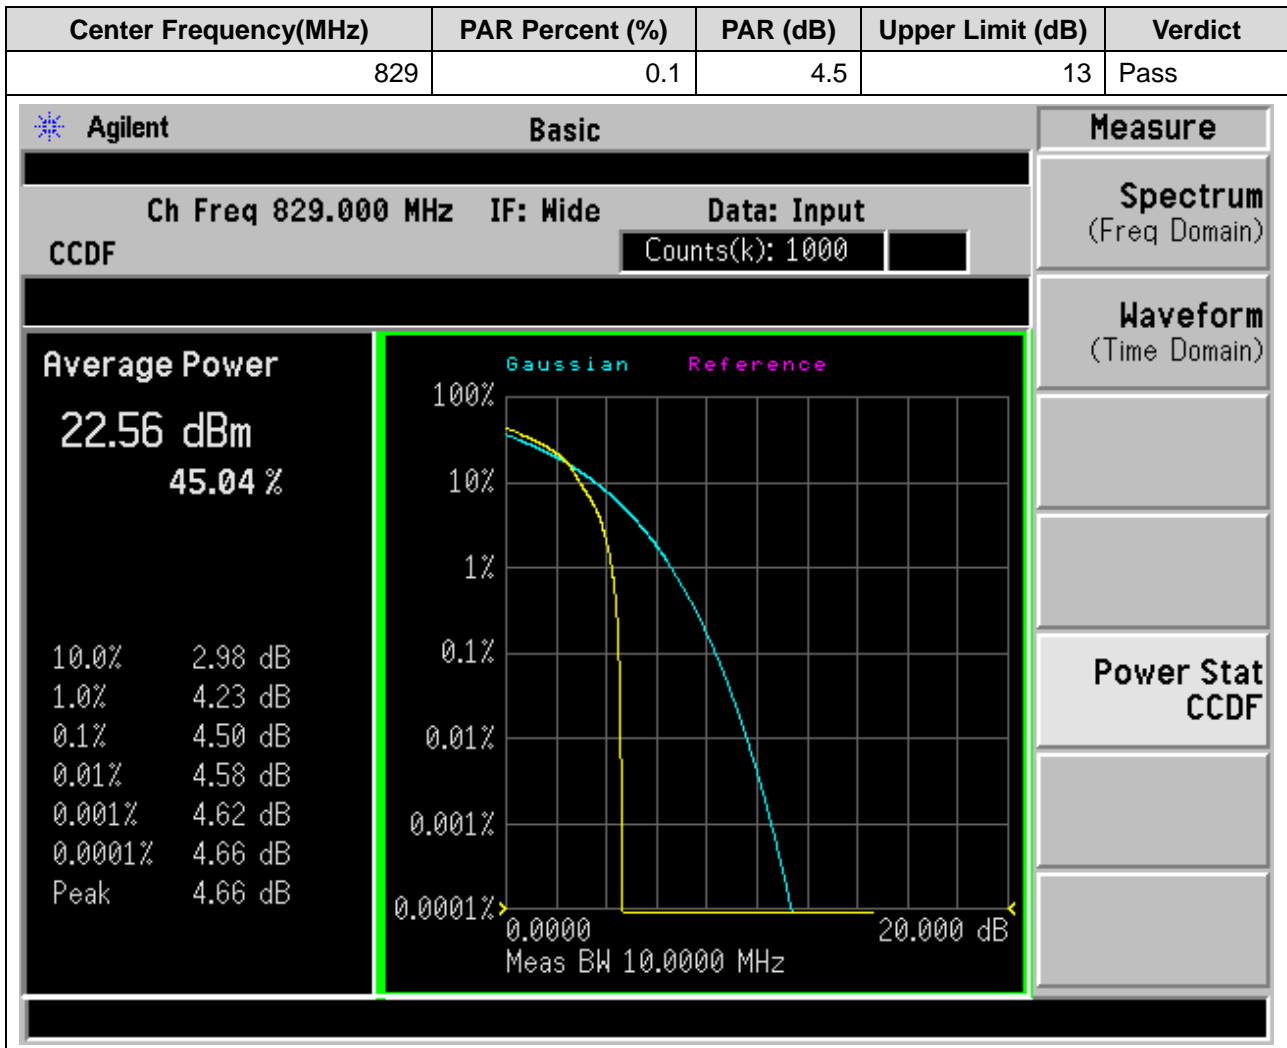 Center Frequency(MHz) PAR Percent (%) PAR (dB) Upper Limit (dB) Verdict
829 0.1 4.5 13 Pass
Agilent Basic Measure
Ch Freq 829.000 MHz IF: Wide Data: Input
CCDF Counts(k): 1000
Spectrum
(Freq Domain)
Waveform
(Time Domain)
Power Stat
CCDF
Average Power
22.56 dBm
45.04 %
10.0% 2.98 dB
1.0% 4.23 dB
0.1% 4.50 dB
0.01% 4.58 dB
0.001% 4.62 dB
0.0001% 4.66 dB
Peak 4.66 dB
Gaussian Reference
100%
10%
1%
0.1%
0.01%
0.001%
0.0001%
0.0000 20.000 dB
Meas BW 10.0000 MHz